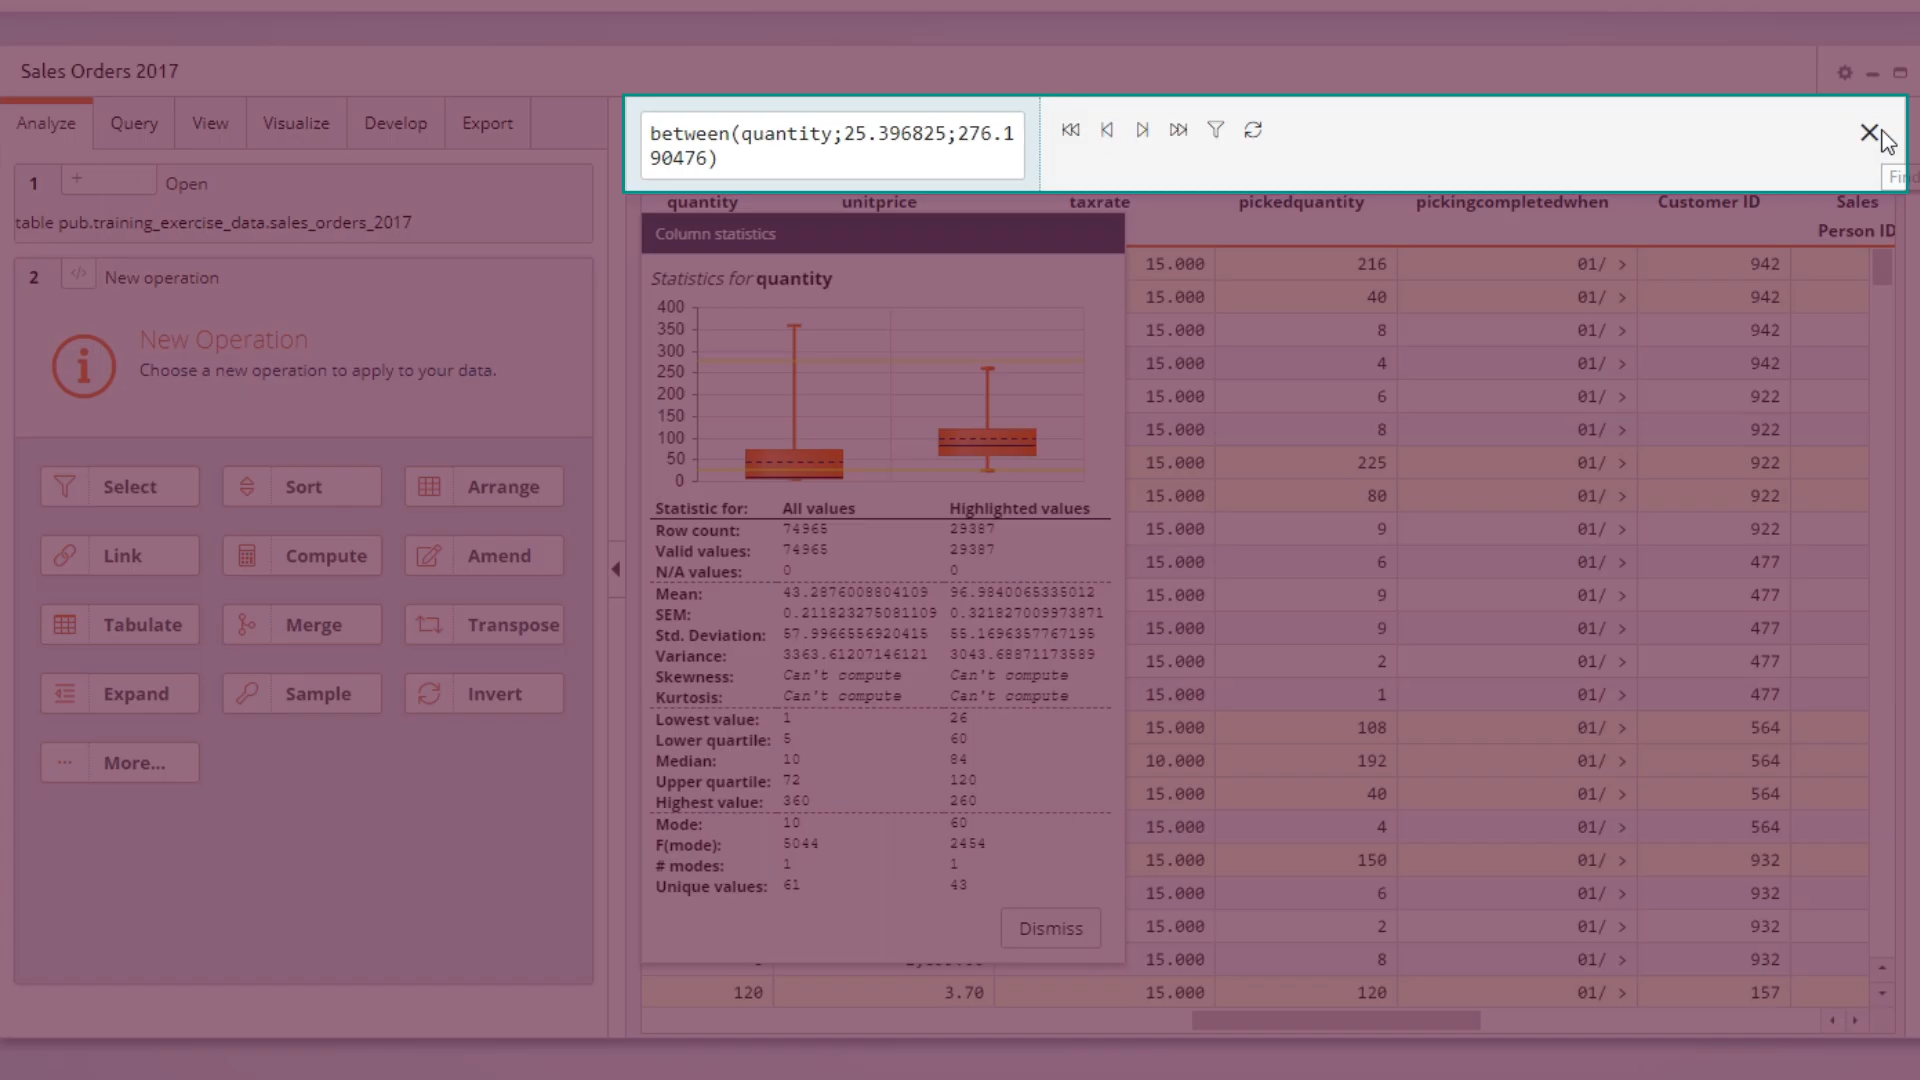 Sales Orders 2017
Analyze Query View Visualize Develop Export
between(quantity;25.396825;276.1
90476)
1 + Open
table pub.training_exercise_data.sales_orders_2017
2 </> New operation
New Operation
Choose a new operation to apply to your data.
Select Sort Arrange
Link Compute Amend
Tabulate Merge Transpose
Expand Sample Invert
More...
quantity unitprice taxrate pickedquantity pickingcompletedwhen Customer ID Sales
Person ID
Column statistics
Statistics for quantity
400
350
300
250
200
150
100
50
0
Statistic for: All values Highlighted values
Row count: 74965 29387
Valid values: 74965 29387
N/A values: 0 0
Mean: 43.2876008804109 96.9840065335012
SEM: 0.211823275081109 0.321827009973871
Std. Deviation: 57.9966556920415 55.1696357767195
Variance: 3363.61207146121 3043.68871173589
Skewness: Can't compute Can't compute
Kurtosis: Can't compute Can't compute
Lowest value: 1 26
Lower quartile: 5 60
Median: 10 84
Upper quartile: 72 120
Highest value: 360 260
Mode: 10 60
F(mode): 5044 2454
# modes: 1 1
Unique values: 61 43
Dismiss
15.000 216 01/ > 942
15.000 40 01/ > 942
15.000 8 01/ > 942
15.000 4 01/ > 942
15.000 6 01/ > 922
15.000 8 01/ > 922
15.000 225 01/ > 922
15.000 80 01/ > 922
15.000 9 01/ > 922
15.000 6 01/ > 477
15.000 9 01/ > 477
15.000 9 01/ > 477
15.000 2 01/ > 477
15.000 1 01/ > 477
15.000 108 01/ > 564
10.000 192 01/ > 564
15.000 40 01/ > 564
15.000 4 01/ > 564
15.000 150 01/ > 932
15.000 6 01/ > 932
15.000 2 01/ > 932
15.000 8 01/ > 932
120 3.70 15.000 120 01/ > 157